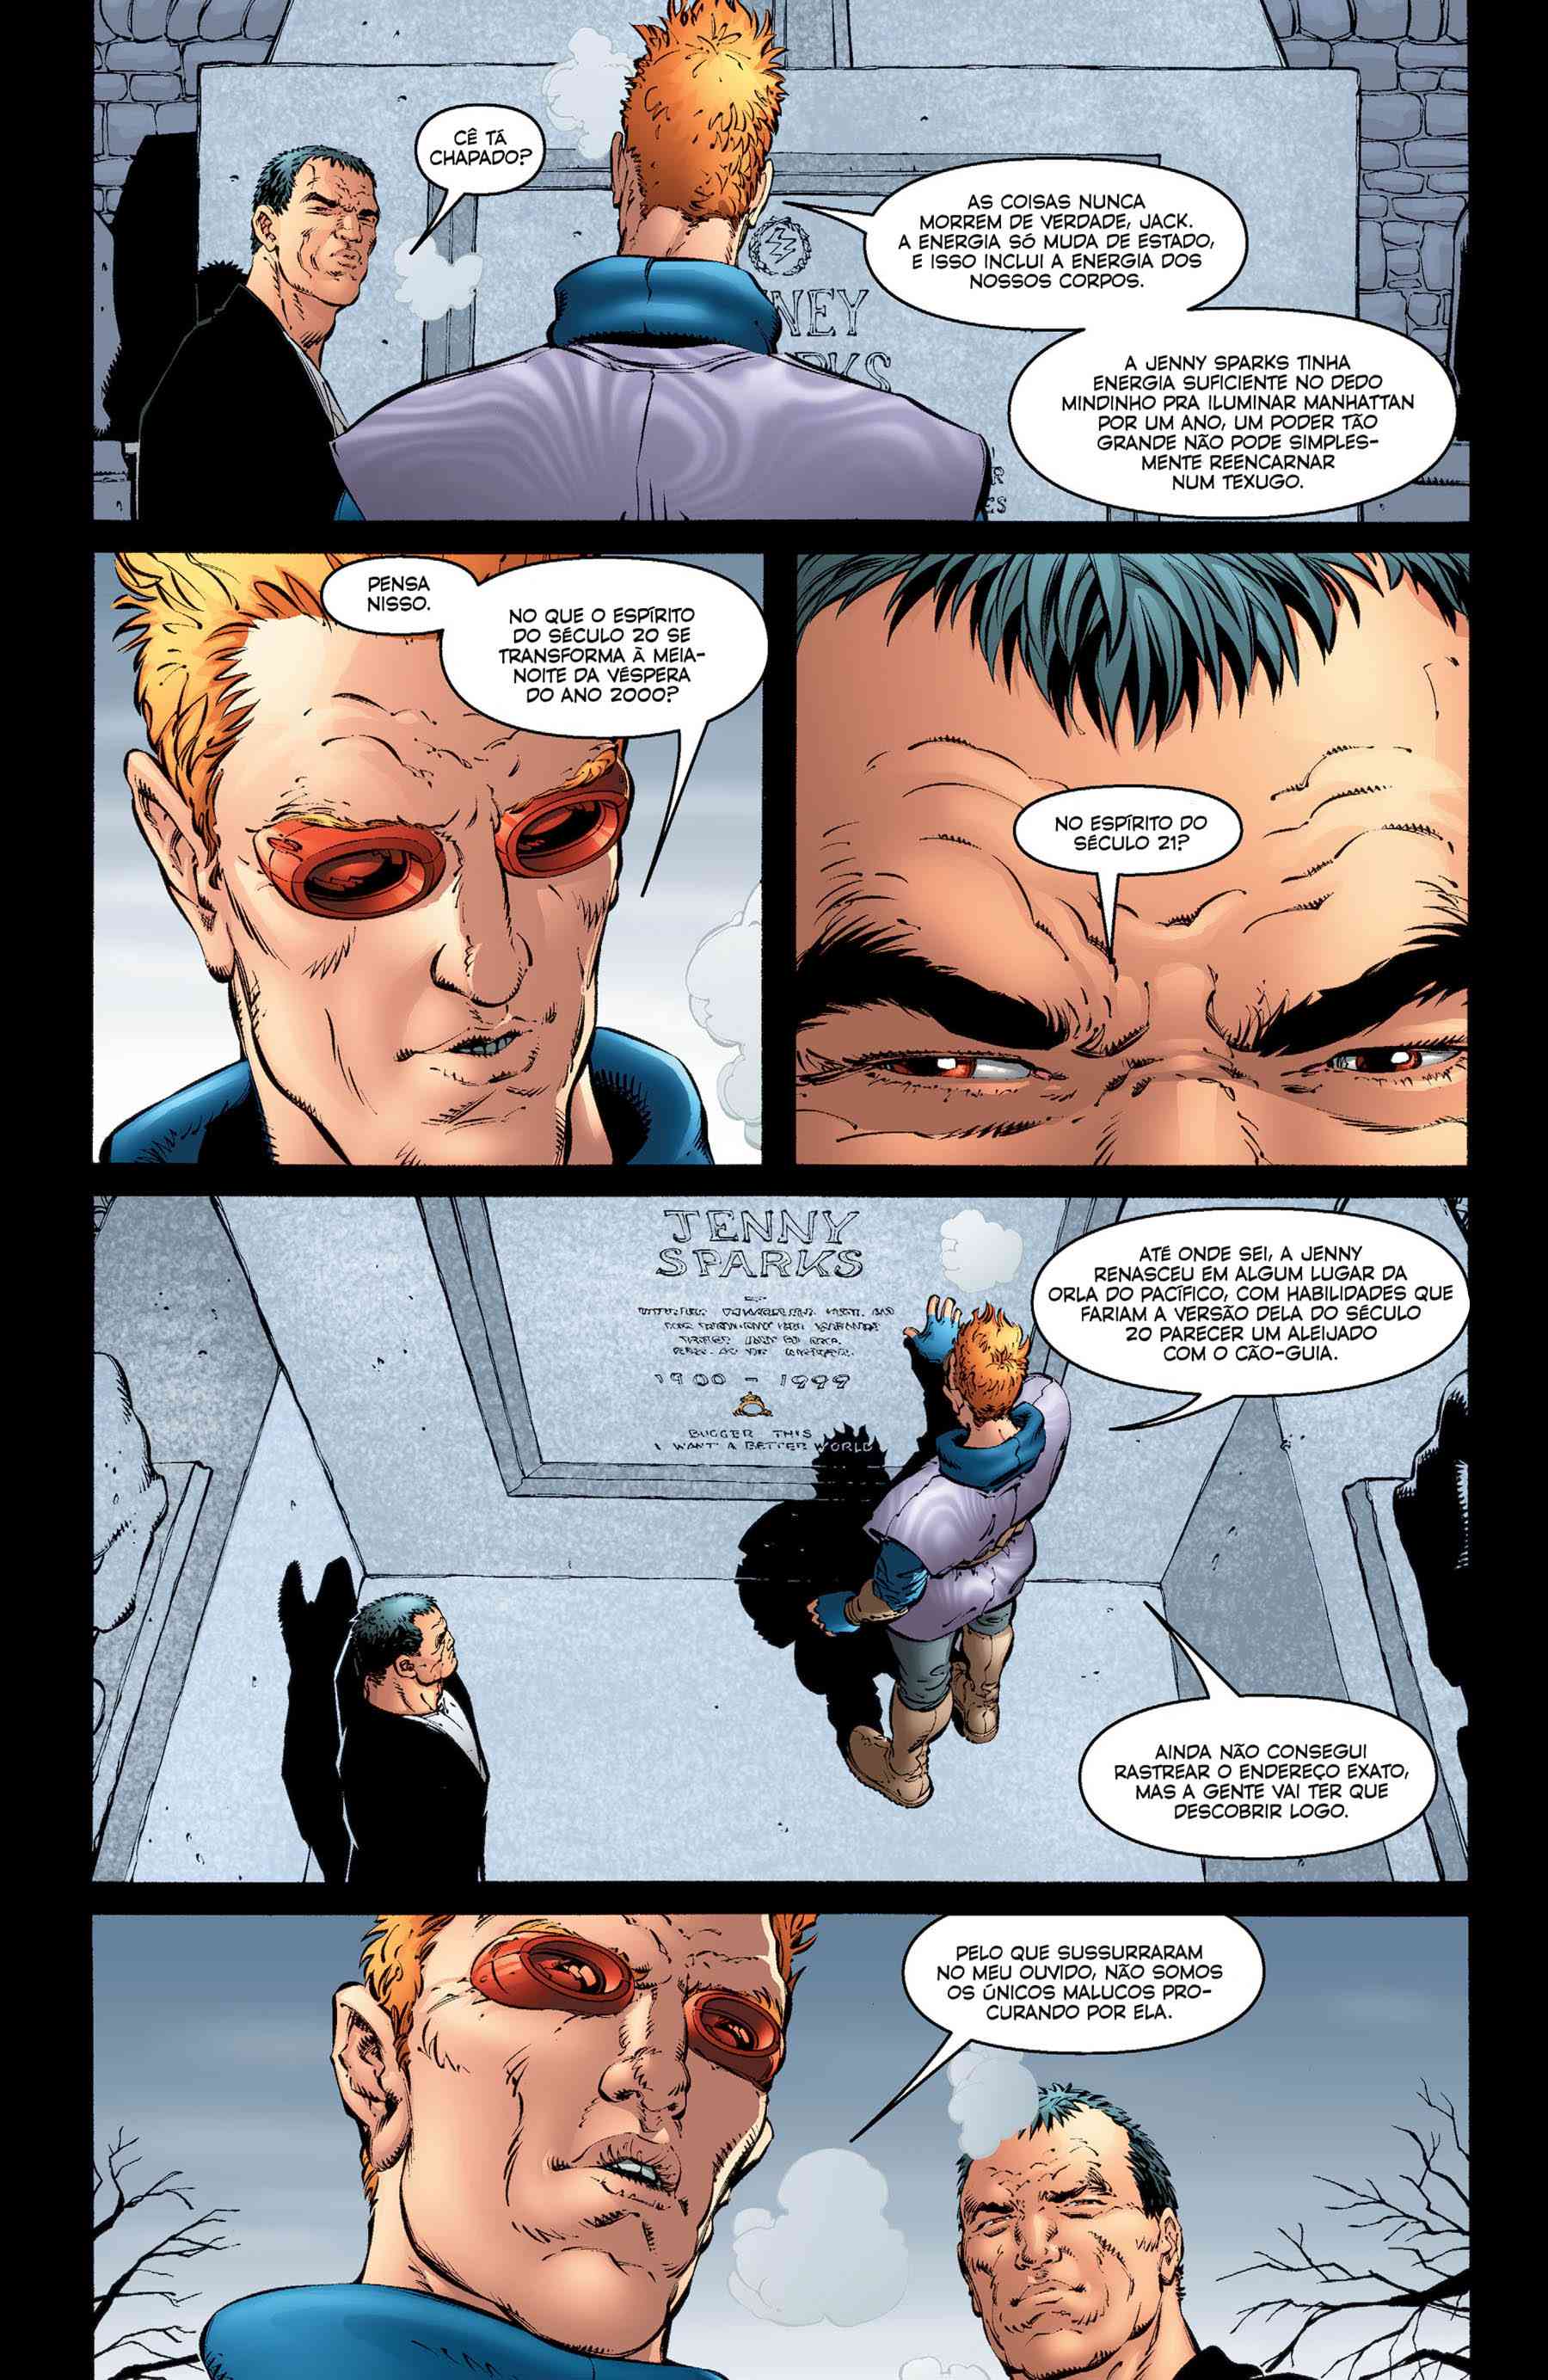 CÊ TÁ
CHAPADO?
AS COISAS NUNCA
MORREM DE VERDADE, JACK.
A ENERGIA SÓ MUDA DE ESTADO,
E ISSO INCLUI A ENERGIA DOS
NOSSOS CORPOS.
A JENNY SPARKS TINHA
ENERGIA SUFICIENTE NO DEDO
MINDINHO PRA ILUMINAR MANHATTAN
POR UM ANO, UM PODER TÃO
GRANDE NÃO PODE SIMPLES-
MENTE REENCARNAR
NUM TEXUGO.
NEY
RKS
R
ES
PENSA
NISSO.
NO QUE O ESPÍRITO
DO SÉCULO 20 SE
TRANSFORMA À MEIA-
NOITE DA VÉSPERA
DO ANO 2000?
NO ESPÍRITO DO
SÉCULO 21?
JENNY
SPARKS
1900 - 1999
BUGGER THIS
I WANT A BETTER WORLD
ATÉ ONDE SEI, A JENNY
RENASCEU EM ALGUM LUGAR DA
ORLA DO PACÍFICO, COM HABILIDADES QUE
FARIAM A VERSÃO DELA DO SÉCULO
20 PARECER UM ALEIJADO
COM O CÃO-GUIA.
AINDA NÃO CONSEGUI
RASTREAR O ENDEREÇO EXATO,
MAS A GENTE VAI TER QUE
DESCOBRIR LOGO.
PELO QUE SUSSURRARAM
NO MEU OUVIDO, NÃO SOMOS
OS ÚNICOS MALUCOS PRO-
CURANDO POR ELA.